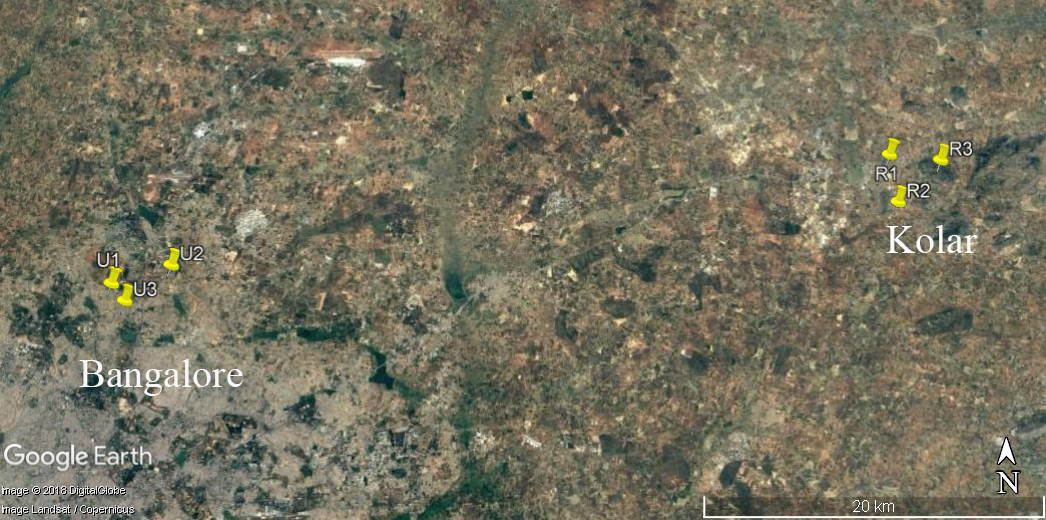 R1
R3
R2
Kolar
U1
U2
U3
Bangalore
Google Earth
Image © 2018 DigitalGlobe
Image Landsat / Copernicus
N
20 km